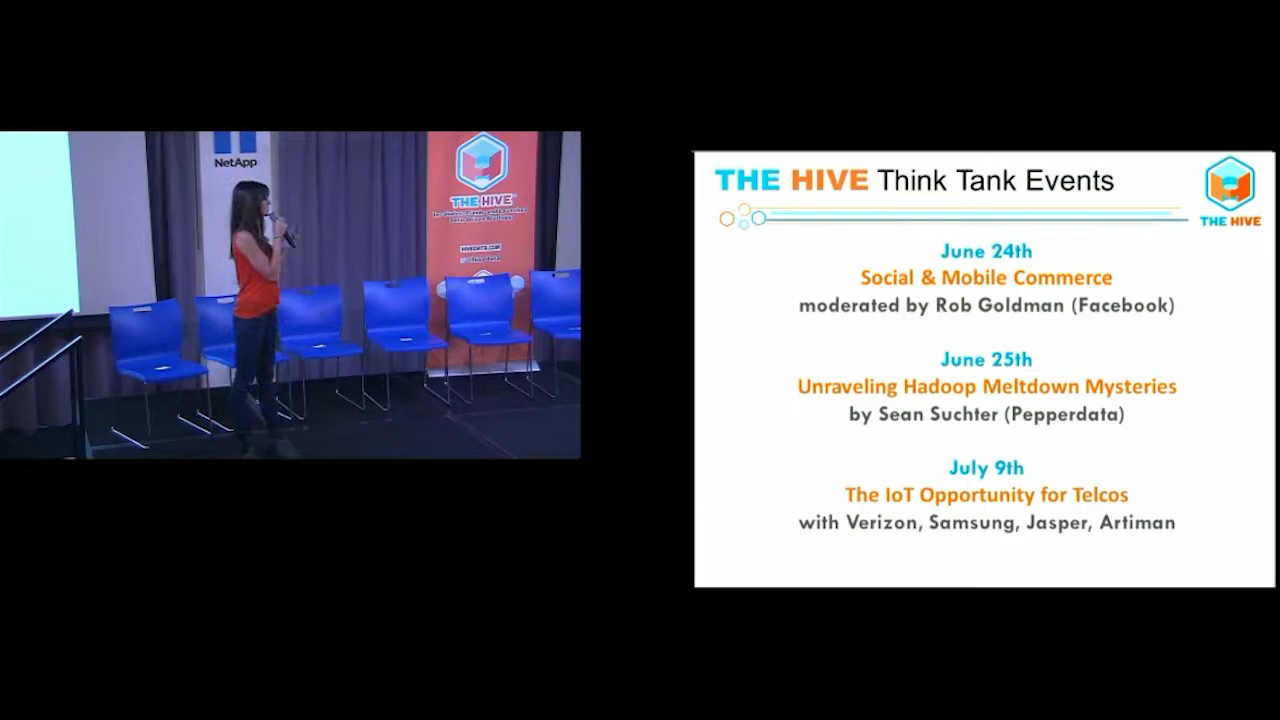 NetApp
THE HIVE
THE HIVE Think Tank Events
THE HIVE
June 24th
Social & Mobile Commerce
moderated by Rob Goldman (Facebook)
June 25th
Unraveling Hadoop Meltdown Mysteries
by Sean Suchter (Pepperdata)
July 9th
The IoT Opportunity for Telcos
with Verizon, Samsung, Jasper, Artiman